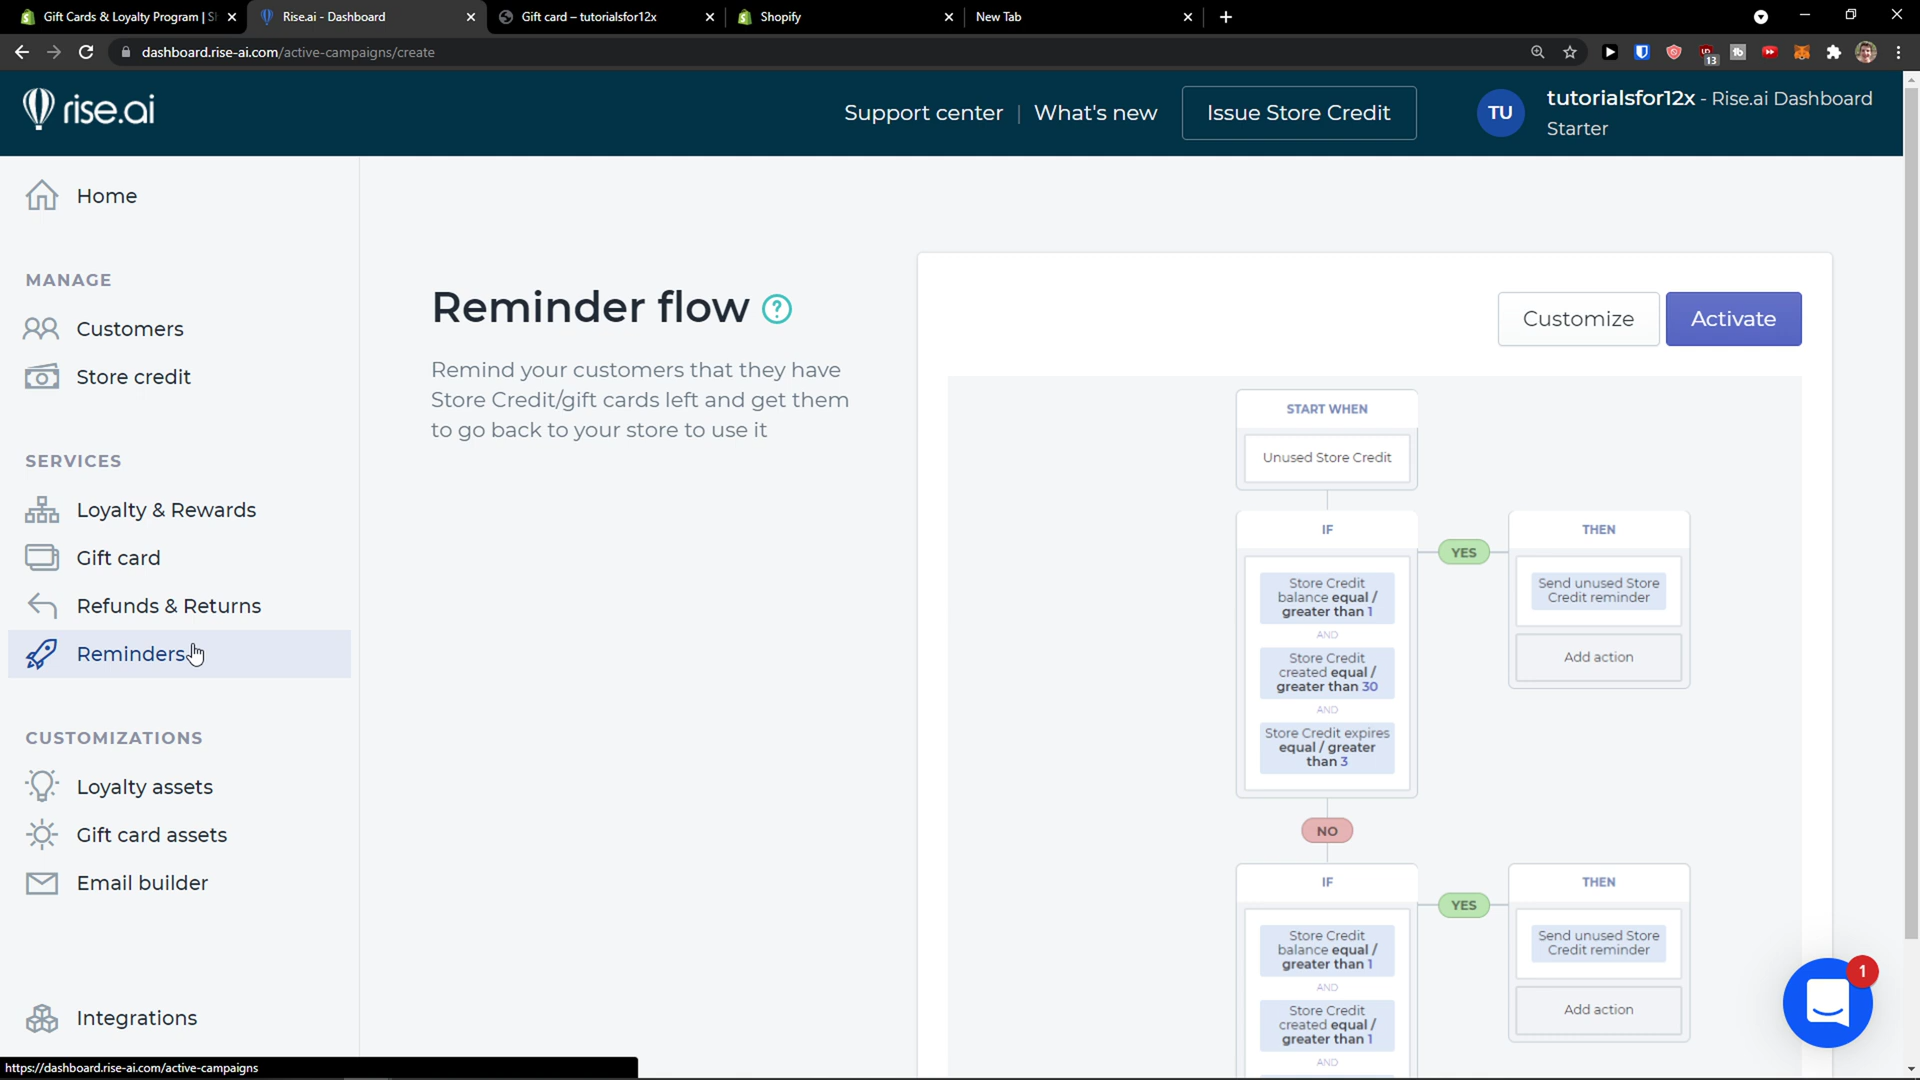 Gift Cards & Loyalty Program | S
Rise.ai - Dashboard
Gift card – tutorialsfor12x
Shopify
New Tab
dashboard.rise-ai.com/active-campaigns/create
13
rise.ai
Support center | What's new
Issue Store Credit
TU
tutorialsfor12x - Rise.ai Dashboard
Starter
Home
MANAGE
Customers
Store credit
SERVICES
Loyalty & Rewards
Gift card
Refunds & Returns
Reminders
CUSTOMIZATIONS
Loyalty assets
Gift card assets
Email builder
Integrations
https://dashboard.rise-ai.com/active-campaigns
Reminder flow ?
Remind your customers that they have
Store Credit/gift cards left and get them
to go back to your store to use it
Customize
Activate
START WHEN
Unused Store Credit
IF
Store Credit
balance equal /
greater than 1
AND
Store Credit
created equal /
greater than 30
AND
Store Credit expires
equal / greater
than 3
YES
THEN
Send unused Store
Credit reminder
Add action
NO
IF
Store Credit
balance equal /
greater than 1
AND
Store Credit
created equal /
greater than 1
AND
YES
THEN
Send unused Store
Credit reminder
Add action
1